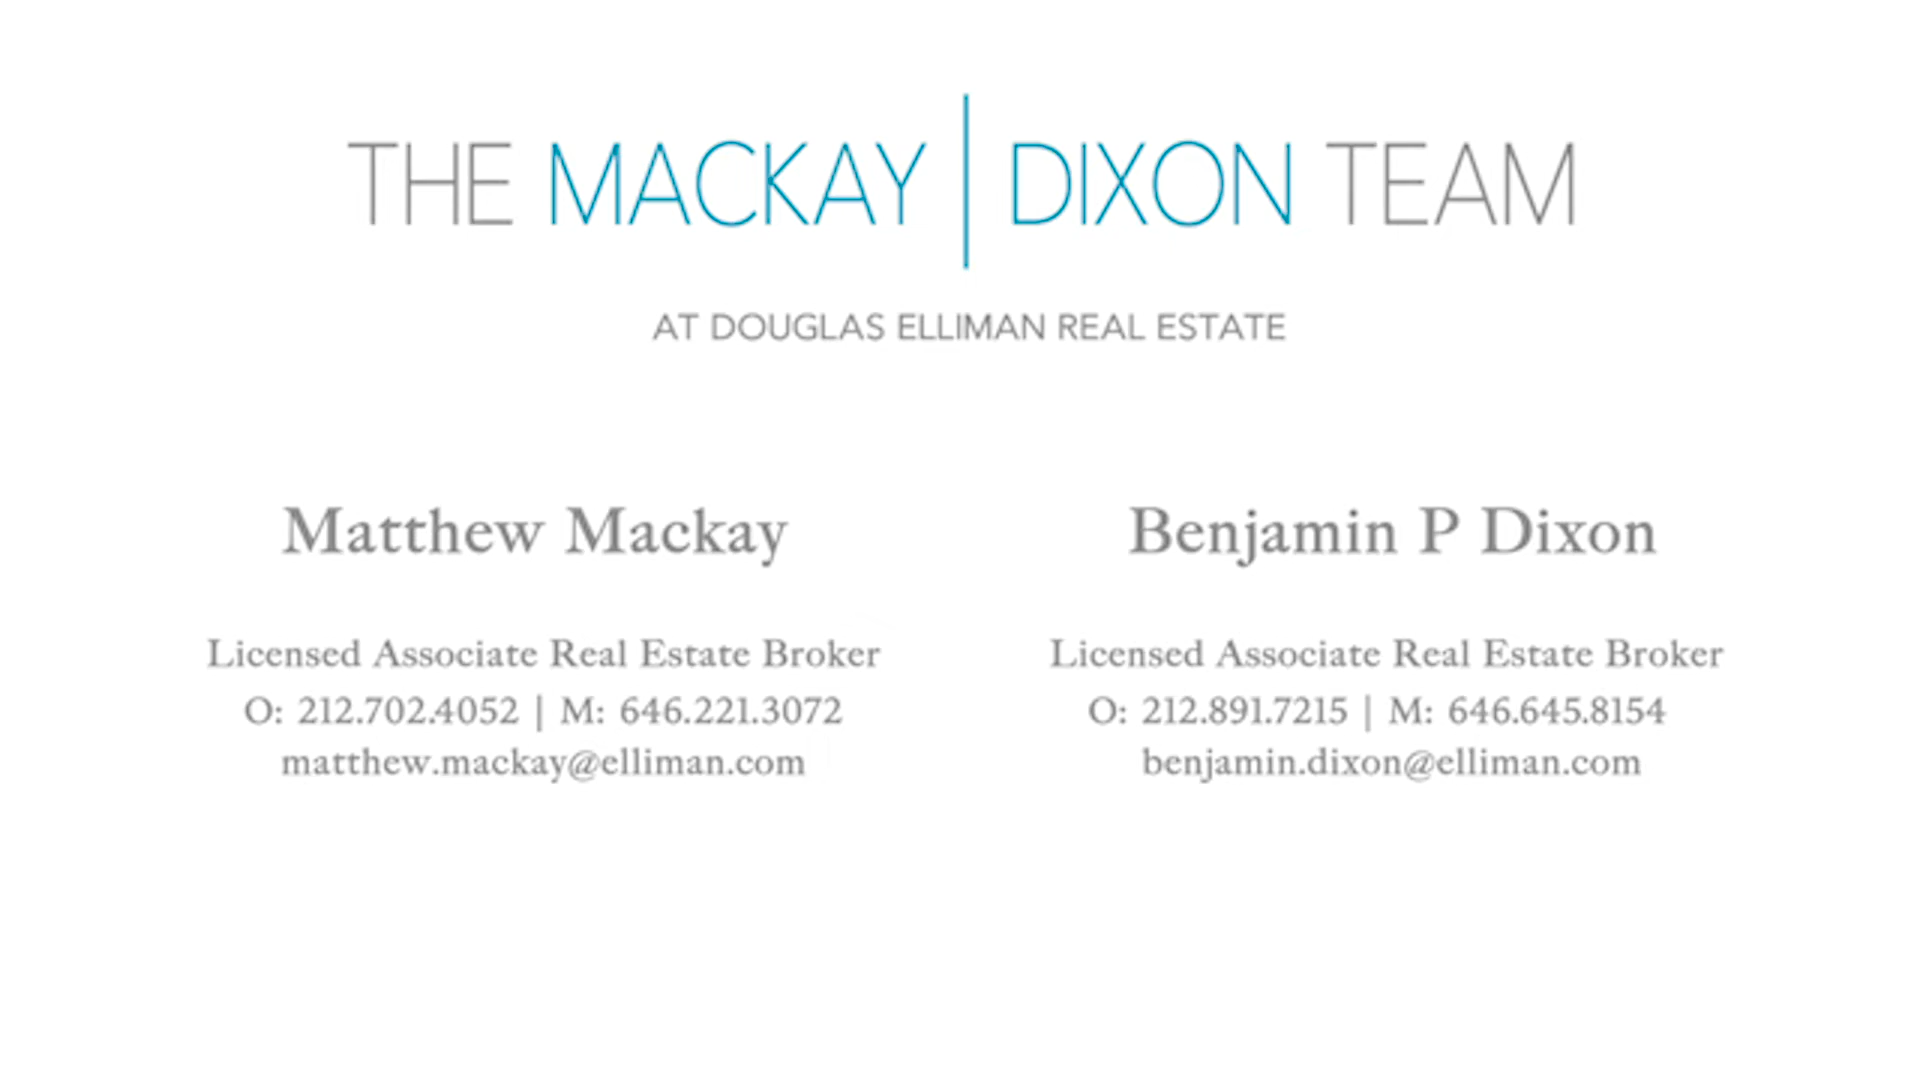 THE MACKAY | DIXON TEAM
AT DOUGLAS ELLIMAN REAL ESTATE
Matthew Mackay
Licensed Associate Real Estate Broker
O: 212.702.4052 | M: 646.221.3072
matthew.mackay@elliman.com
Benjamin P Dixon
Licensed Associate Real Estate Broker
O: 212.891.7215 | M: 646.645.8154
benjamin.dixon@elliman.com